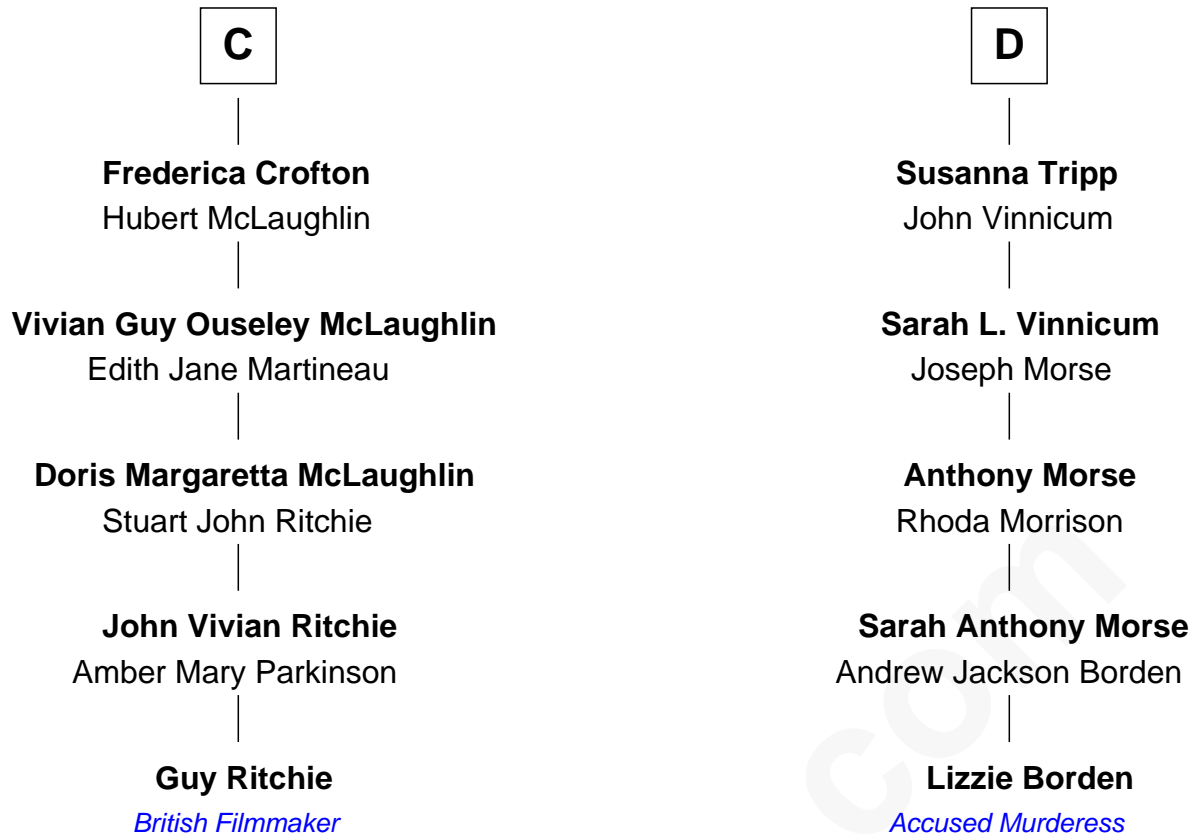 C
Frederica Crofton
Hubert McLaughlin
Vivian Guy Ouseley McLaughlin
Edith Jane Martineau
Doris Margaretta McLaughlin
Stuart John Ritchie
John Vivian Ritchie
Amber Mary Parkinson
Guy Ritchie
British Filmmaker
D
Susanna Tripp
John Vinnicum
Sarah L. Vinnicum
Joseph Morse
Anthony Morse
Rhoda Morrison
Sarah Anthony Morse
Andrew Jackson Borden
Lizzie Borden
Accused Murderess
com